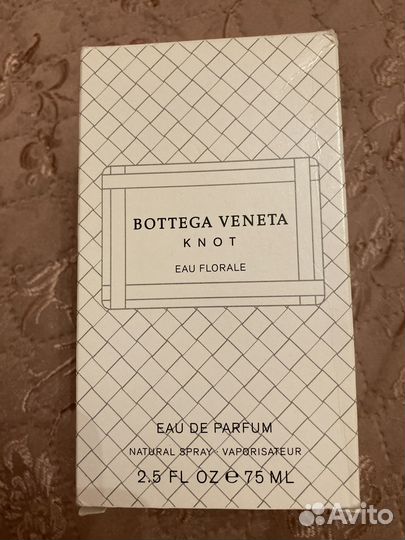 BOTTEGA VENETA
KNOT
EAU FLORALE
EAU DE PARFUM
NATURAL SPRAY · VAPORISATEUR
2.5 FL OZ ℮ 75 ML
Avito